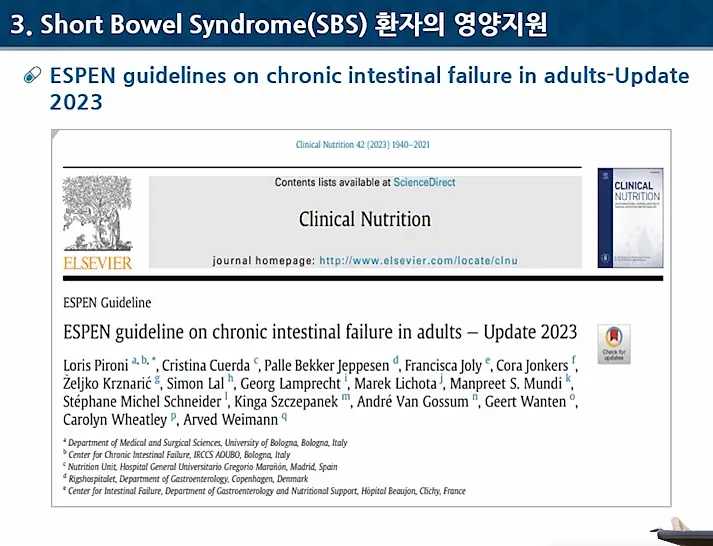 3. Short Bowel Syndrome(SBS) 환자의 영양지원
ESPEN guidelines on chronic intestinal failure in adults-Update
2023
Clinical Nutrition 42 (2023) 1940–2021
Contents lists available at ScienceDirect
Clinical Nutrition
journal homepage: http://www.elsevier.com/locate/clnu
ELSEVIER
CLINICAL
NUTRITION
ESPEN Guideline
ESPEN guideline on chronic intestinal failure in adults – Update 2023
Check for
updates
Loris Pironi a, b, *, Cristina Cuerda c, Palle Bekker Jeppesen d, Francisca Joly e, Cora Jonkers f,
Željko Krznarić g, Simon Lal h, Georg Lamprecht i, Marek Lichota j, Manpreet S. Mundi k,
Stéphane Michel Schneider l, Kinga Szczepanek m, André Van Gossum n, Geert Wanten o,
Carolyn Wheatley p, Arved Weimann q
a Department of Medical and Surgical Sciences, University of Bologna, Bologna, Italy
b Center for Chronic Intestinal Failure, IRCCS AOUBO, Bologna, Italy
c Nutrition Unit, Hospital General Universitario Gregorio Marañón, Madrid, Spain
d Rigshospitalet, Department of Gastroenterology, Copenhagen, Denmark
e Center for Intestinal Failure, Department of Gastroenterology and Nutritional Support, Hôpital Beaujon, Clichy, France